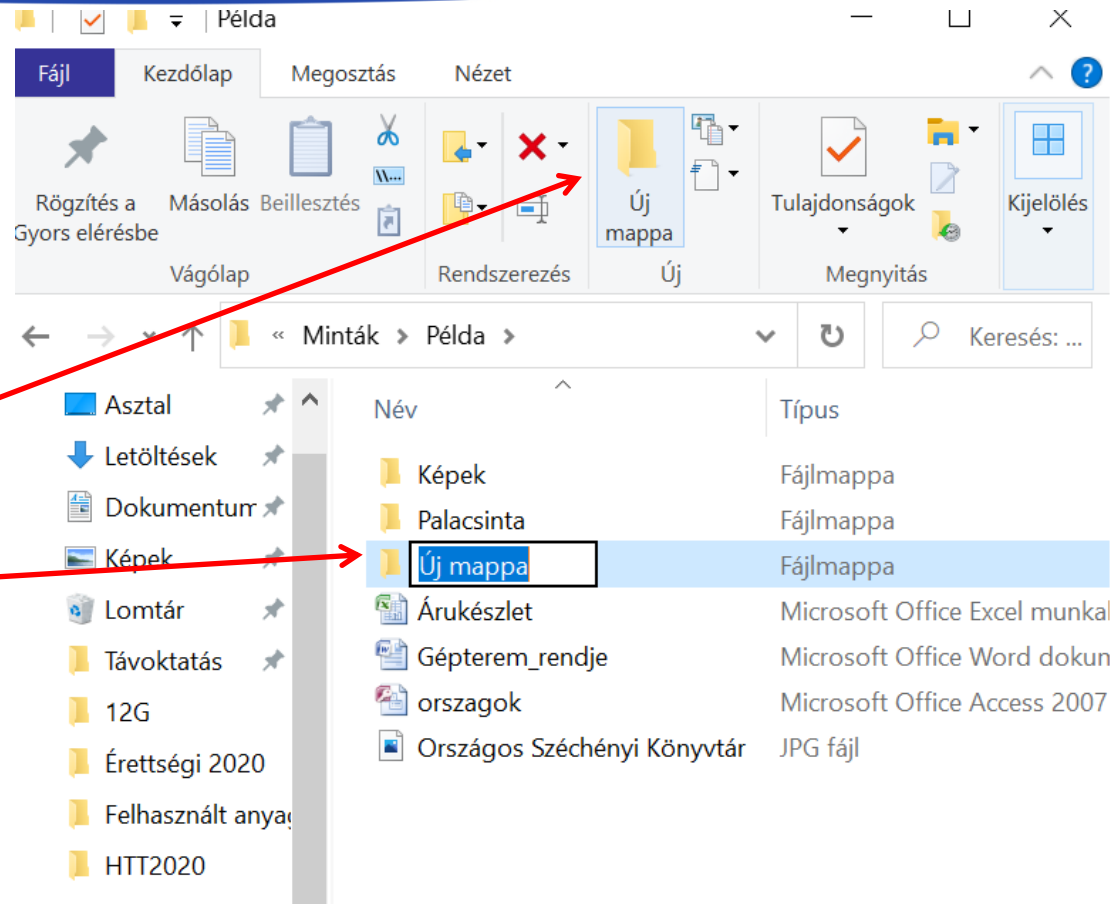 Példa
Fájl Kezdőlap Megosztás Nézet
Rögzítés a
Gyors elérésbe
Másolás Beillesztés
Új
mappa
Tulajdonságok
Kijelölés
Vágólap Rendszerezés Új Megnyitás
« Minták > Példa >
Keresés: ...
Asztal
Letöltések
Dokumentum
Képek
Lomtár
Távoktatás
12G
Érettségi 2020
Felhasznált anyag
HTT2020
Név Típus
Képek Fájlmappa
Palacsinta Fájlmappa
Új mappa Fájlmappa
Árukészlet Microsoft Office Excel munkal
Gépterem_rendje Microsoft Office Word dokum
orszagok Microsoft Office Access 2007
Országos Széchényi Könyvtár JPG fájl